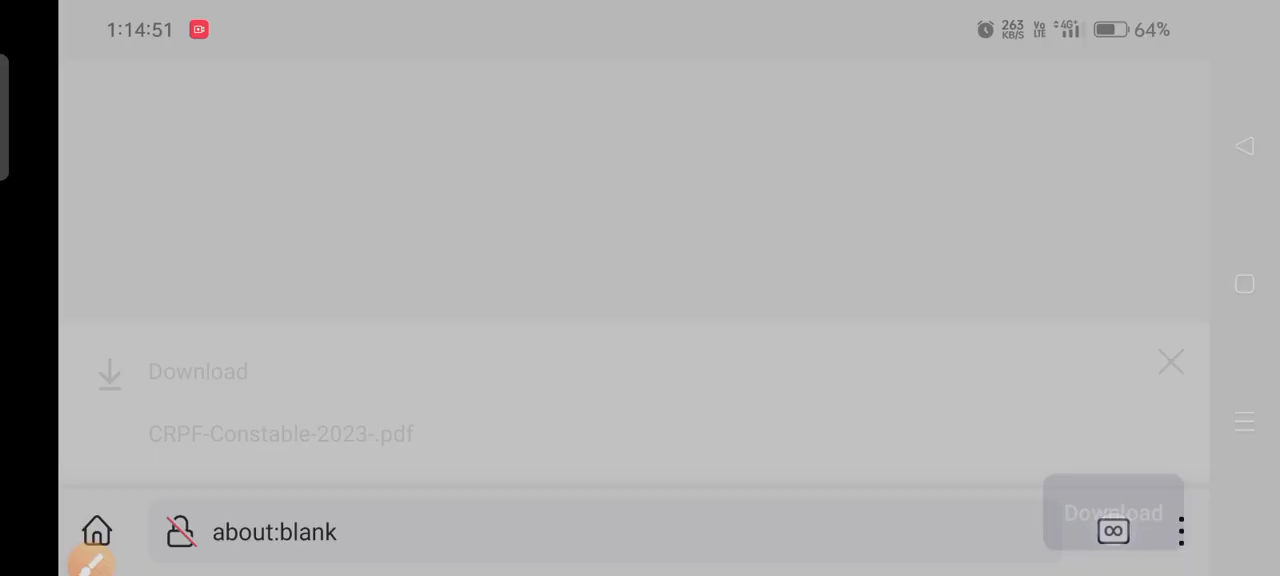 1:14:51
263 KB/S
Vo LTE
4G+
64%
Download
CRPF-Constable-2023-.pdf
Download
about:blank
∞